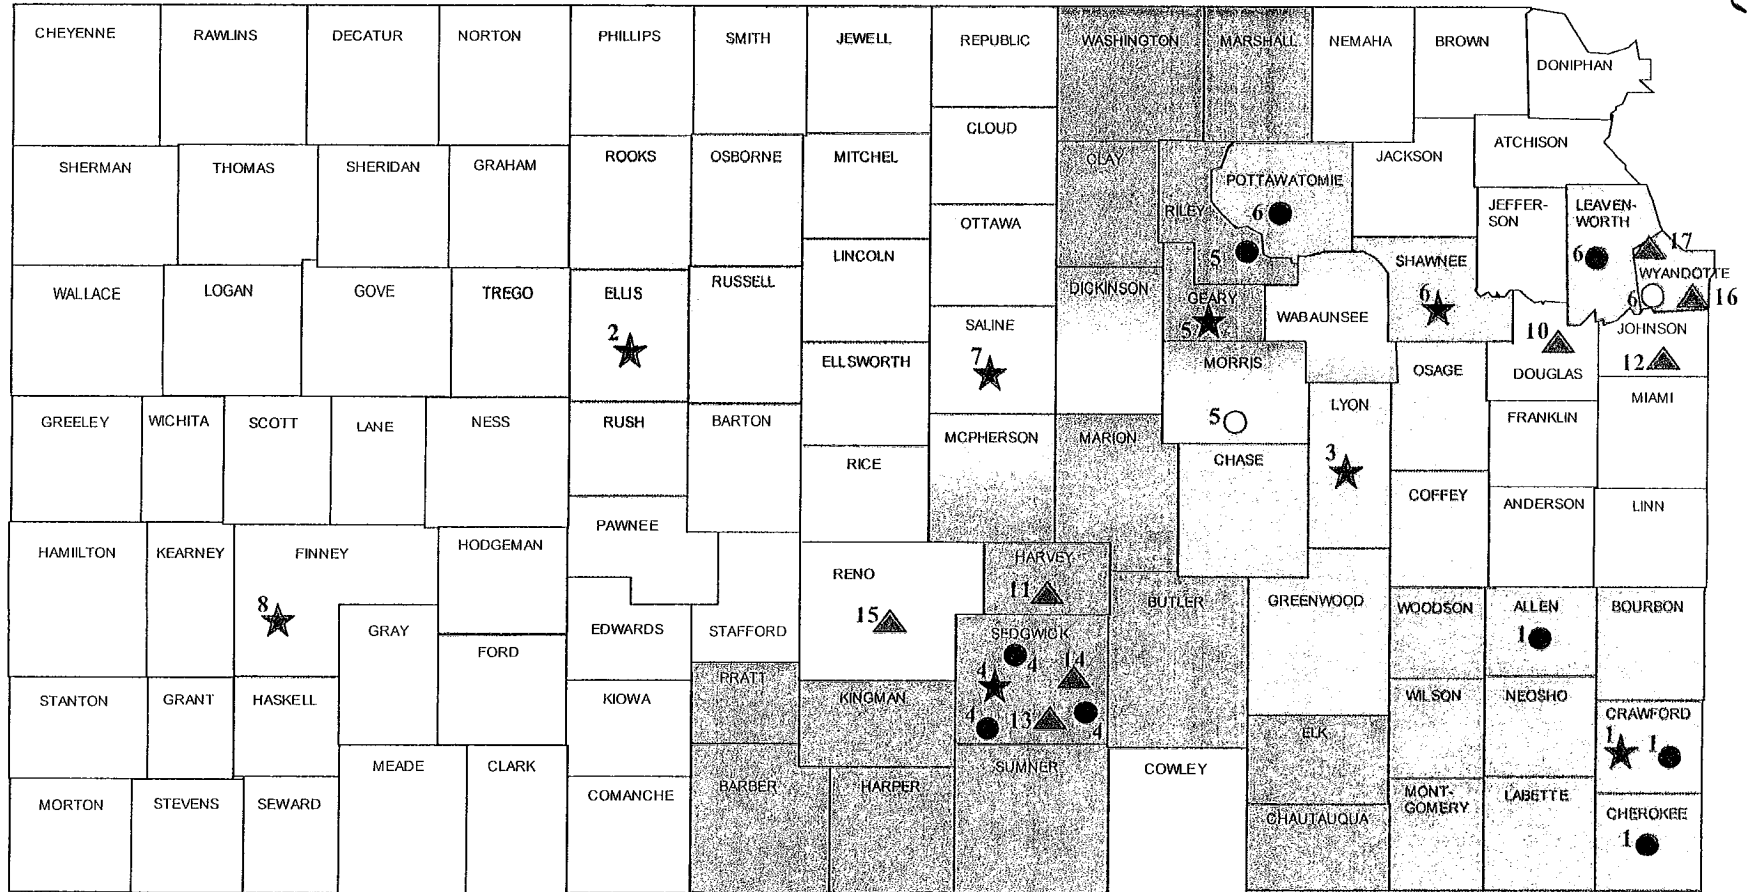 CHEYENNE
RAWLINS
DECATUR
NORTON
PHILLIPS
SMITH
JEWELL
REPUBLIC
WASHINGTON
MARSHALL
NEMAHA
BROWN
DONIPHAN
CLOUD
SHERMAN
THOMAS
SHERIDAN
GRAHAM
ROOKS
OSBORNE
MITCHEL
CLAY
RILEY
POTTAWATOMIE
6
JACKSON
ATCHISON
JEFFER-
SON
LEAVEN-
WORTH
6
17
OTTAWA
5
WALLACE
LOGAN
GOVE
TREGO
ELLIS
2
RUSSELL
LINCOLN
DICKINSON
GEARY
5
WABAUNSEE
SHAWNEE
6
WYANDOTTE
6
16
SALINE
7
JOHNSON
12
10
DOUGLAS
ELLSWORTH
MORRIS
5
OSAGE
MIAMI
GREELEY
WICHITA
SCOTT
LANE
NESS
RUSH
BARTON
RICE
MCPHERSON
MARION
CHASE
LYON
3
FRANKLIN
COFFEY
ANDERSON
LINN
HAMILTON
KEARNEY
FINNEY
8
HODGEMAN
PAWNEE
RENO
15
HARVEY
11
BUTLER
GREENWOOD
WOODSON
ALLEN
1
BOURBON
GRAY
FORD
EDWARDS
STAFFORD
SEDGWICK
4
4
14
4
13
4
STANTON
GRANT
HASKELL
KIOWA
PRATT
KINGMAN
ELK
WILSON
NEOSHO
CRAWFORD
1
1
MORTON
STEVENS
SEWARD
MEADE
CLARK
COMANCHE
BARBER
HARPER
SUMNER
COWLEY
CHAUTAUQUA
MONT-
GOMERY
LABETTE
CHEROKEE
1